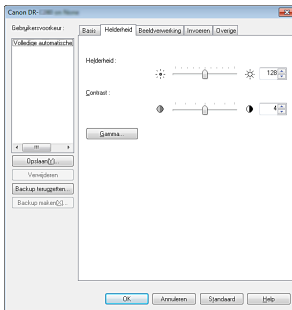 Canon DR-
Gebruikersvoorkeur :
Volledige automatische
Opslaan(Y)...
Verwijderen
Backup terugzetten...
Backup maken(X)...
Basis Helderheid Beeldverwerking Invoeren Overige
Helderheid :
128
Contrast :
4
Gamma...
OK Annuleren Standaard Help